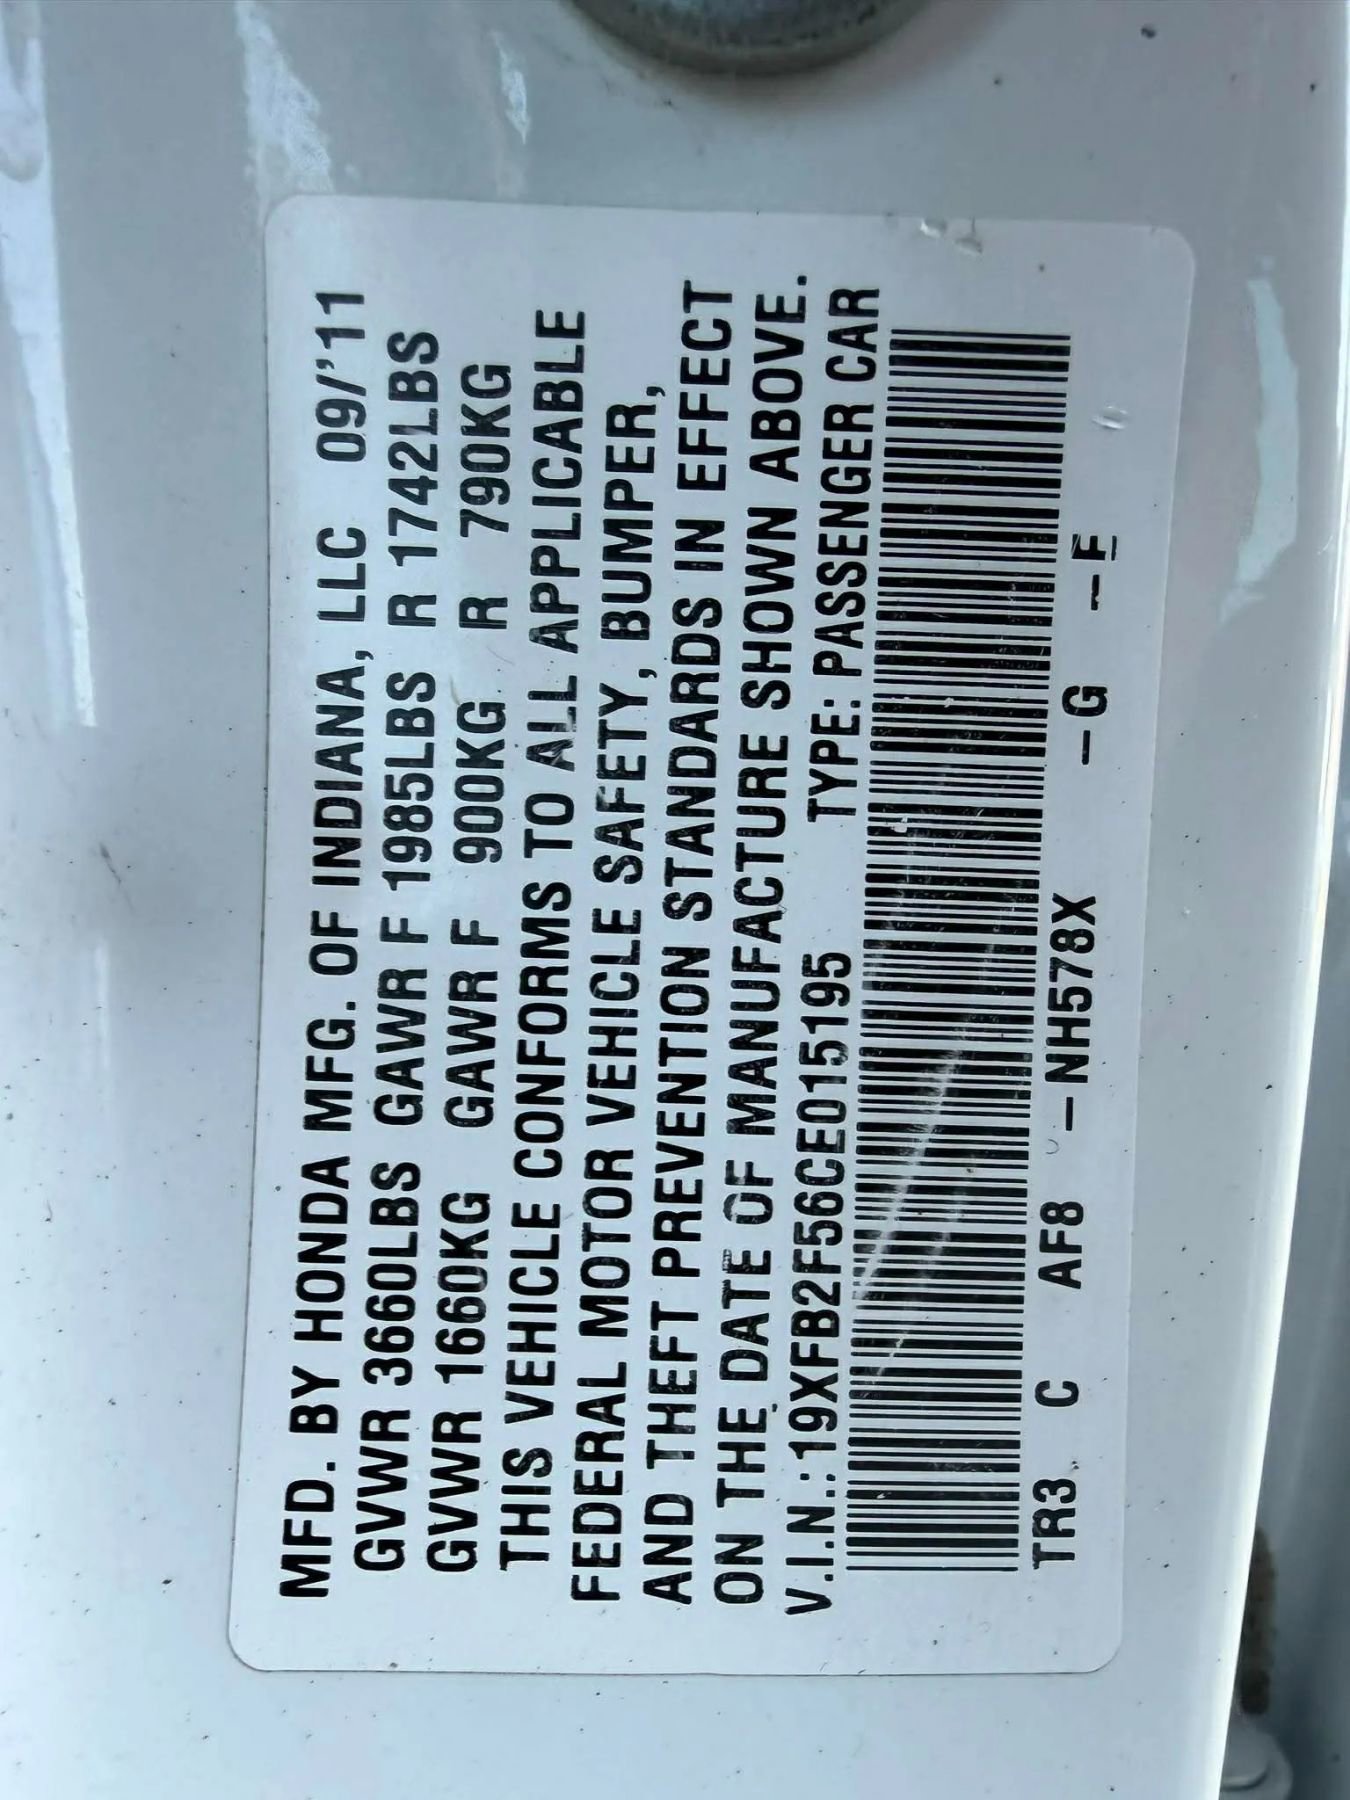 MFD. BY HONDA MFG. OF INDIANA, LLC 09/'11
GVWR 3660LBS GAWR F 1985LBS R 1742LBS
GVWR 1660KG GAWR F 900KG R 790KG
THIS VEHICLE CONFORMS TO ALL APPLICABLE
FEDERAL MOTOR VEHICLE SAFETY, BUMPER,
AND THEFT PREVENTION STANDARDS IN EFFECT
ON THE DATE OF MANUFACTURE SHOWN ABOVE.
V.I.N.:19XFB2F56CE015195 TYPE: PASSENGER CAR
TR3 C AF8 – NH578X – G – F